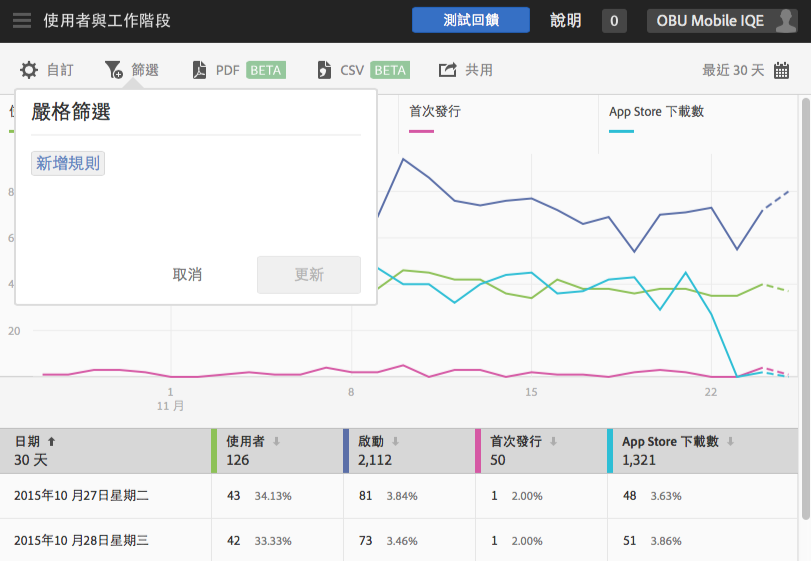 使用者與工作階段
測試回饋
說明
0
OBU Mobile IQE
自訂
篩選
PDF BETA
CSV BETA
共用
最近 30 天
嚴格篩選
新增規則
取消
更新
首次發行
App Store 下載數
8
6
4
20
1
8
15
22
11 月
日期
使用者
啟動
首次發行
App Store 下載數
30 天
126
2,112
50
1,321
2015年10 月27日星期二
43 34.13%
81 3.84%
1 2.00%
48 3.63%
2015年10 月28日星期三
42 33.33%
73 3.46%
1 2.00%
51 3.86%